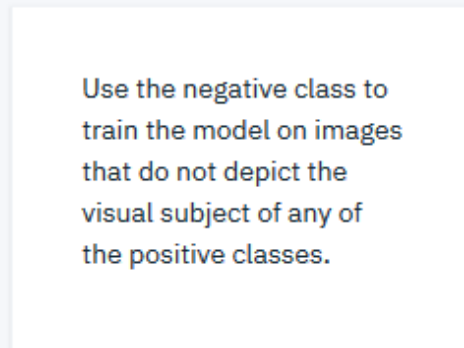 Use the negative class to
train the model on images
that do not depict the
visual subject of any of
the positive classes.